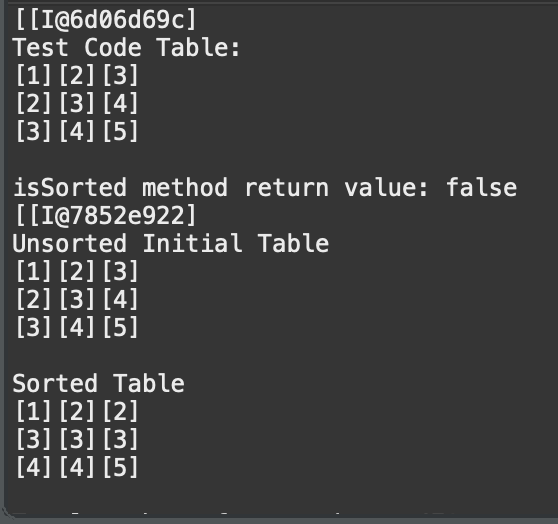 [[I@6d06d69c]
Test Code Table:
[1][2][3]
[2][3][4]
[3][4][5]
isSorted method return value: false
[[I@7852e922]
Unsorted Initial Table
[1][2][3]
[2][3][4]
[3][4][5]
Sorted Table
[1][2][2]
[3][3][3]
[4][4][5]